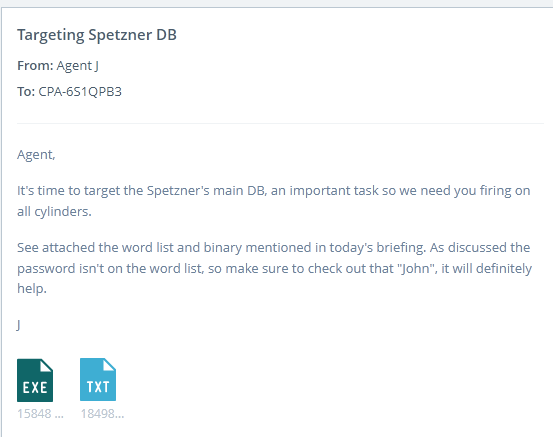 Targeting Spetzner DB
From: Agent J
To: CPA-6S1QPB3
Agent,
It's time to target the Spetzner's main DB, an important task so we need you firing on
all cylinders.
See attached the word list and binary mentioned in today's briefing. As discussed the
password isn't on the word list, so make sure to check out that "John", it will definitely
help.
J
EXE TXT
15848 ... 18498...